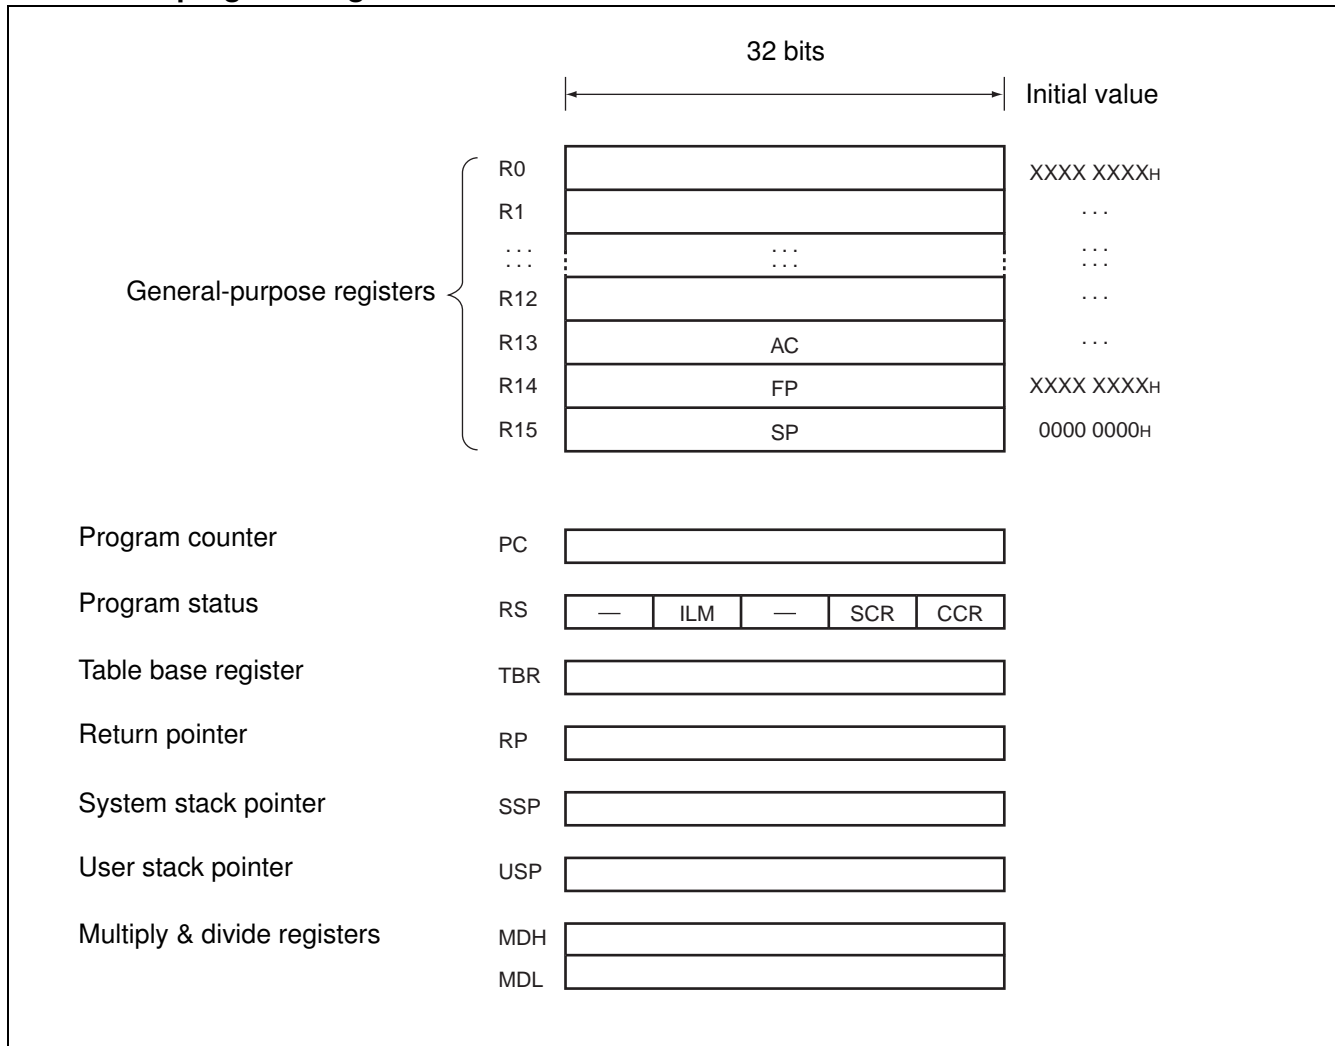 32 bits
Initial value
R0 XXXX XXXXH
R1 ...
... ... ...
... ... ...
General-purpose registers
R12 ...
R13 AC ...
R14 FP XXXX XXXXH
R15 SP 0000 0000H
Program counter PC
Program status RS — ILM — SCR CCR
Table base register TBR
Return pointer RP
System stack pointer SSP
User stack pointer USP
Multiply & divide registers MDH
MDL